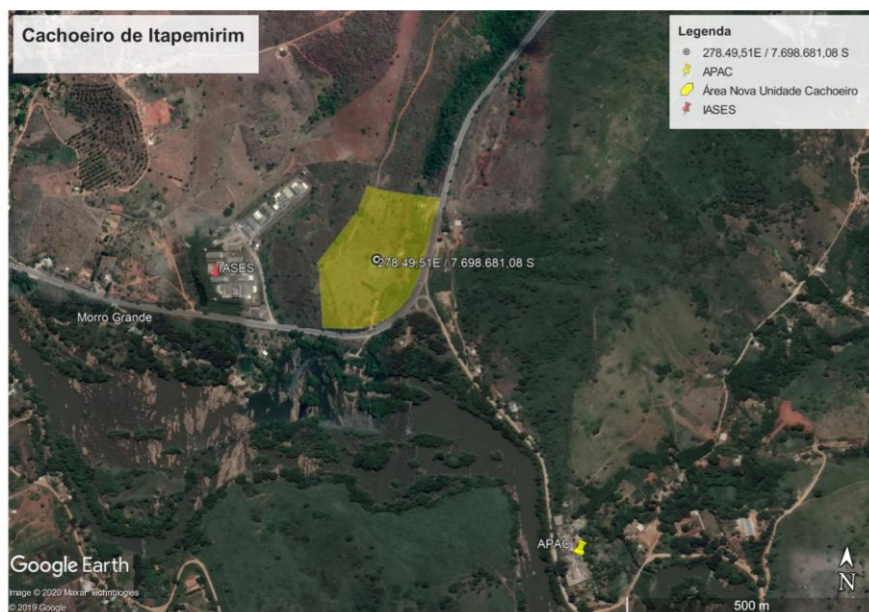 Cachoeiro de Itapemirim
Legenda
278.49,51E / 7.698.681,08 S
APAC
Área Nova Unidade Cachoeiro
IASES
IASES
278.49,51E / 7.698.681,08 S
Morro Grande
APAC
Google Earth
Image © 2020 Maxar Technologies
© 2019 Google
N
500 m